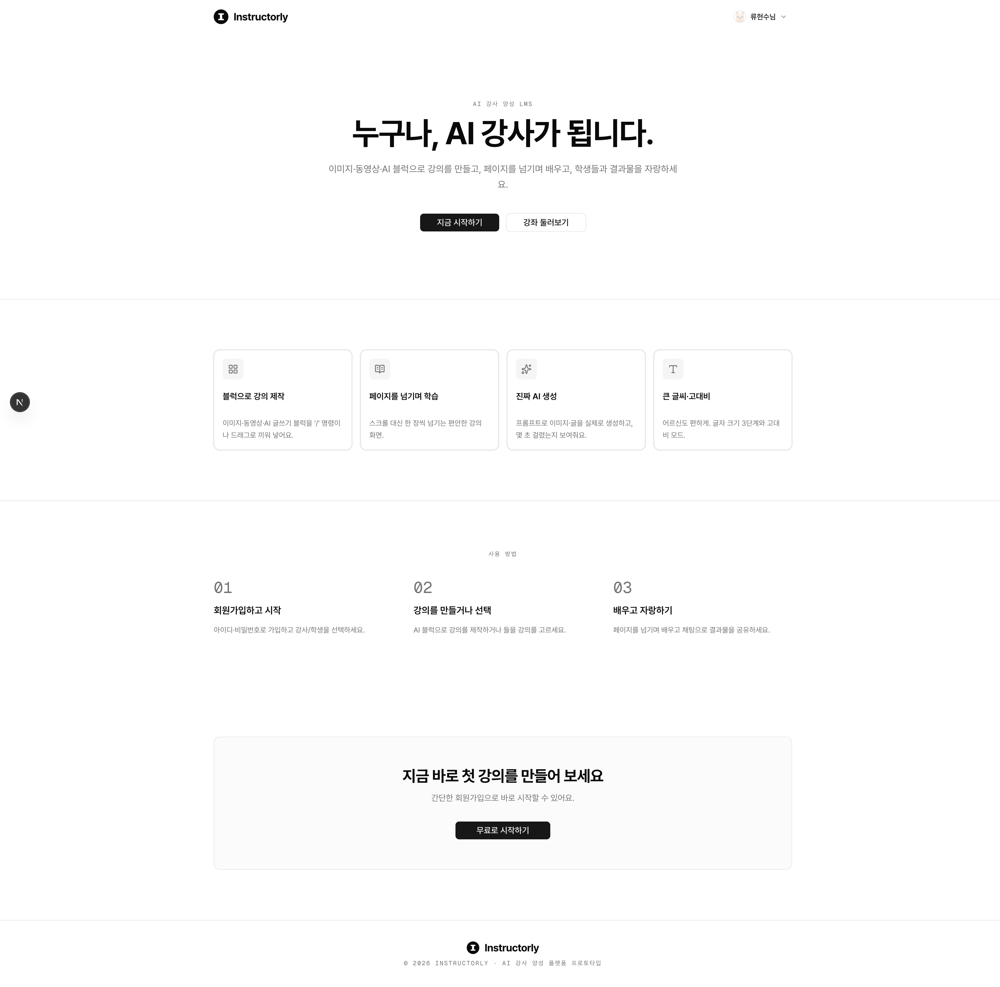 Instructorly
류현수님
AI 강사 양성 LMS
누구나, AI 강사가 됩니다.
이미지·동영상·AI 블럭으로 강의를 만들고, 페이지를 넘기며 배우고, 학생들과 결과물을 자랑하세
요.
지금 시작하기
강좌 둘러보기
블럭으로 강의 제작
이미지·동영상·AI 글쓰기 블럭을 '/' 명령이
나 드래그로 끼워 넣어요.
페이지를 넘기며 학습
스크롤 대신 한 장씩 넘기는 편안한 강의
화면.
진짜 AI 생성
프롬프트로 이미지·글을 실제로 생성하고,
몇 초 걸렸는지 보여줘요.
큰 글씨·고대비
어르신도 편하게. 글자 크기 3단계와 고대
비 모드.
N
사용 방법
01
회원가입하고 시작
아이디·비밀번호로 가입하고 강사/학생을 선택하세요.
02
강의를 만들거나 선택
AI 블럭으로 강의를 제작하거나 들을 강의를 고르세요.
03
배우고 자랑하기
페이지를 넘기며 배우고 채팅으로 결과물을 공유하세요.
지금 바로 첫 강의를 만들어 보세요
간단한 회원가입으로 바로 시작할 수 있어요.
무료로 시작하기
Instructorly
© 2026 INSTRUCTORLY · AI 강사 양성 플랫폼 프로토타입